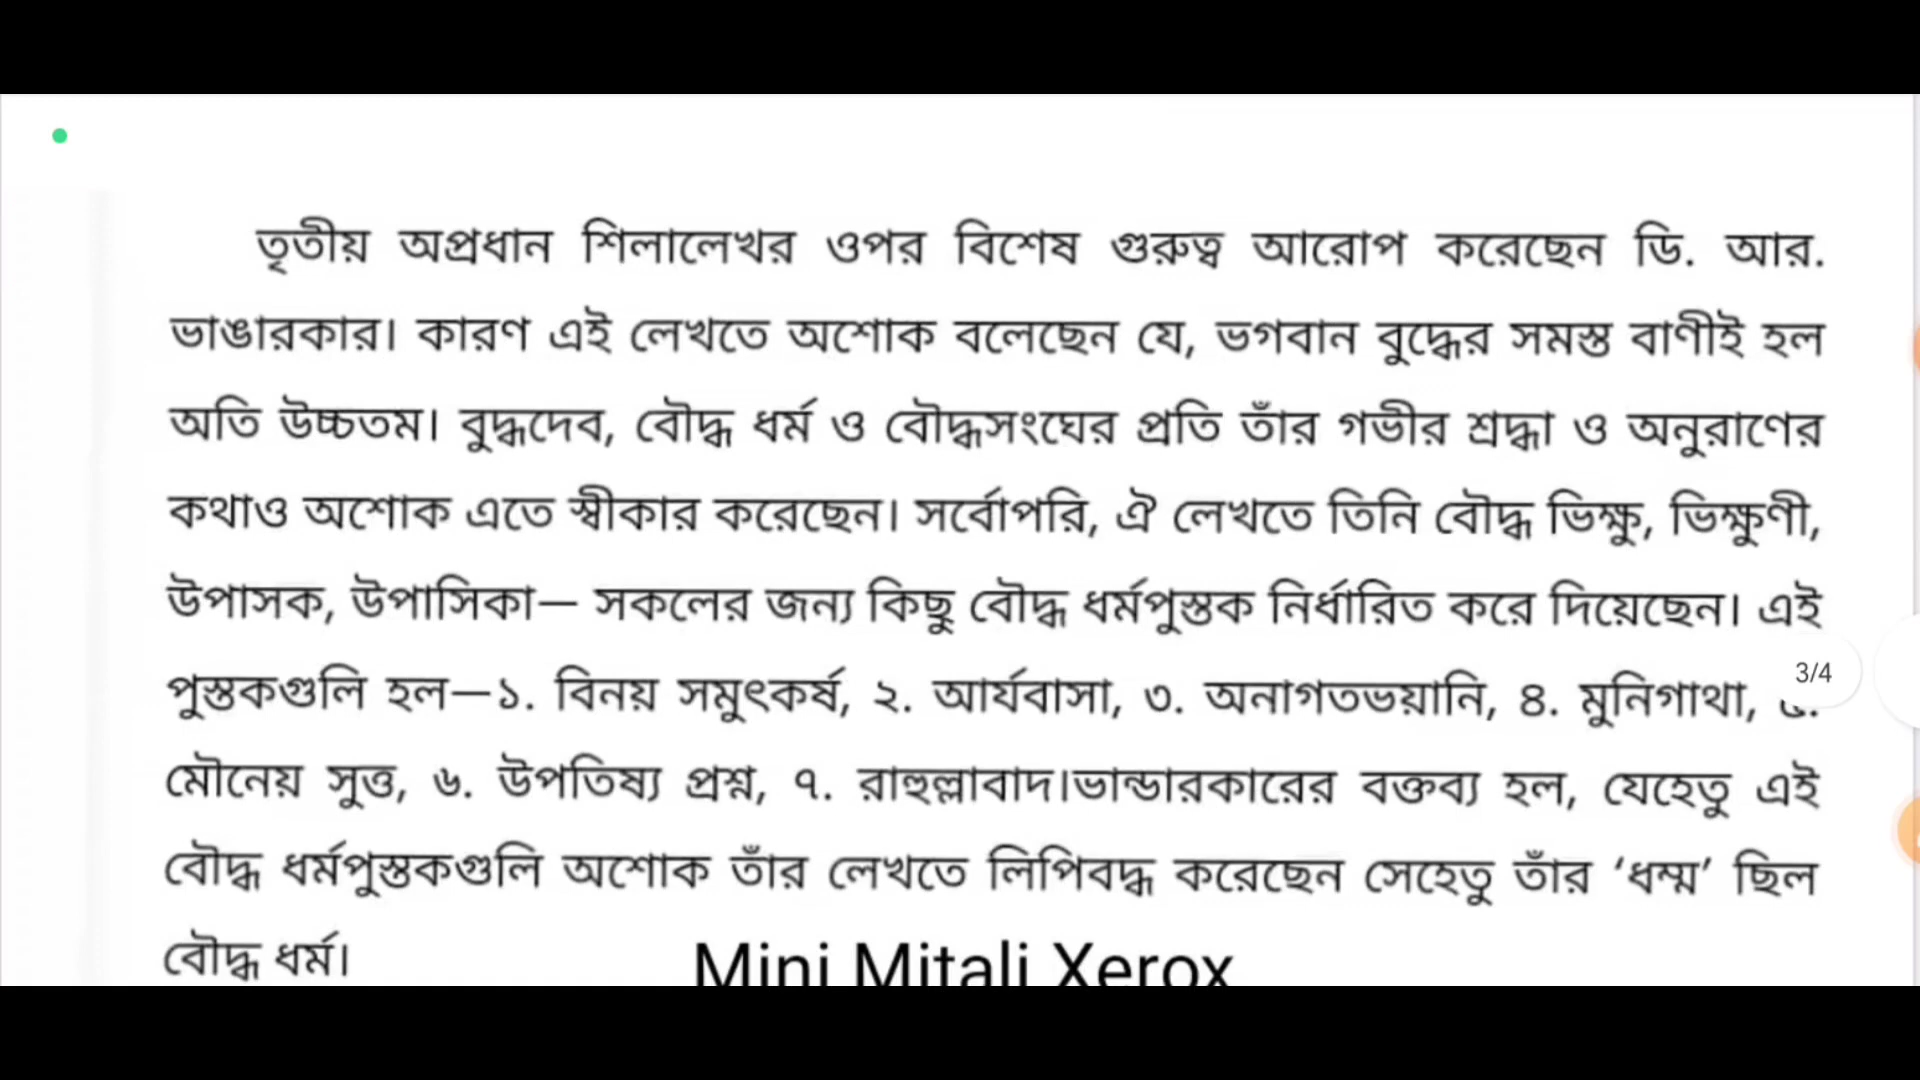 তৃতীয় অপ্রধান শিলালেখর ওপর বিশেষ গুরুত্ব আরোপ করেছেন ডি. আর.
ভাঙারকার। কারণ এই লেখতে অশোক বলেছেন যে, ভগবান বুদ্ধের সমস্ত বাণীই হল
অতি উচ্চতম। বুদ্ধদেব, বৌদ্ধ ধর্ম ও বৌদ্ধসংঘের প্রতি তাঁর গভীর শ্রদ্ধা ও অনুরাণের
কথাও অশোক এতে স্বীকার করেছেন। সর্বোপরি, ঐ লেখতে তিনি বৌদ্ধ ভিক্ষু, ভিক্ষুণী,
উপাসক, উপাসিকা— সকলের জন্য কিছু বৌদ্ধ ধর্মপুস্তক নির্ধারিত করে দিয়েছেন। এই
পুস্তকগুলি হল—১. বিনয় সমুৎকর্ষ, ২. আর্যবাসা, ৩. অনাগতভয়ানি, ৪. মুনিগাথা,
3/4
মৌনেয় সুত্ত, ৬. উপতিষ্য প্রশ্ন, ৭. রাহুল্লাবাদ।ভান্ডারকারের বক্তব্য হল, যেহেতু এই
বৌদ্ধ ধর্মপুস্তকগুলি অশোক তাঁর লেখতে লিপিবদ্ধ করেছেন সেহেতু তাঁর ‘ধম্ম’ ছিল
বৌদ্ধ ধর্ম।
Mini Mitali Xerox